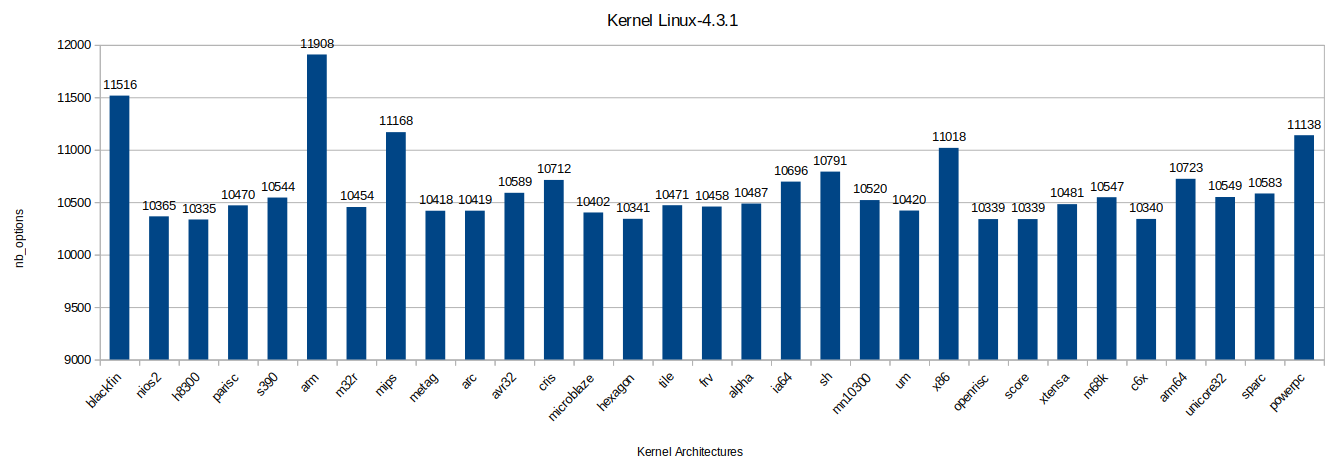 Kernel Linux-4.3.1
nb_options
12000
11500
11000
10500
10000
9500
9000
11516
10365
10335
10470
10544
11908
10454
11168
10418
10419
10589
10712
10402
10341
10471
10458
10487
10696
10791
10520
10420
11018
10339
10339
10481
10547
10340
10723
10549
10583
11138
blackfin
nios2
h8300
parisc
s390
arm
m32r
mips
metag
arc
avr32
cris
microblaze
hexagon
tile
frv
alpha
ia64
sh
mn10300
um
x86
openrisc
score
xtensa
m68k
c6x
arm64
unicore32
sparc
powerpc
Kernel Architectures